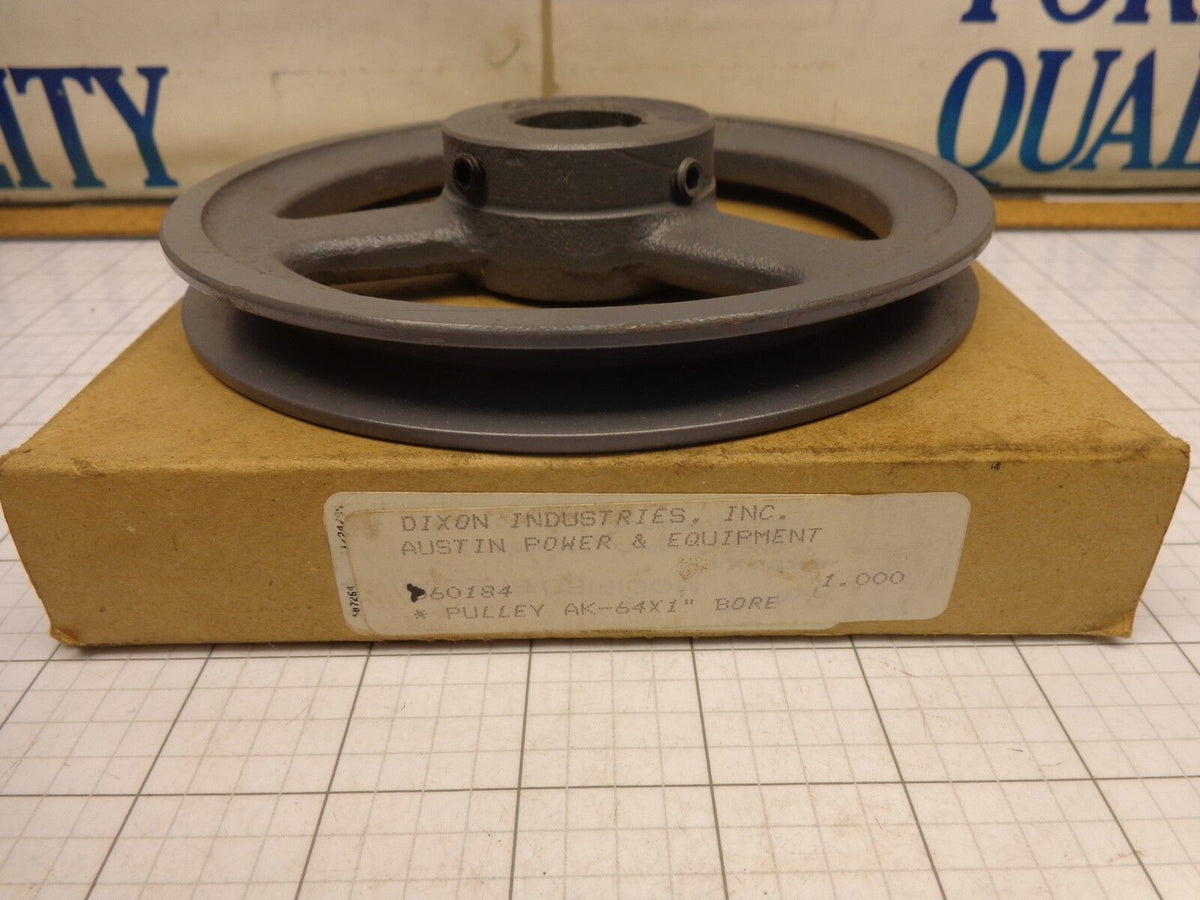 ITY
QUAL
DIXON INDUSTRIES, INC.
AUSTIN POWER & EQUIPMENT
60184 1.000
* PULLEY AK-64X1" BORE